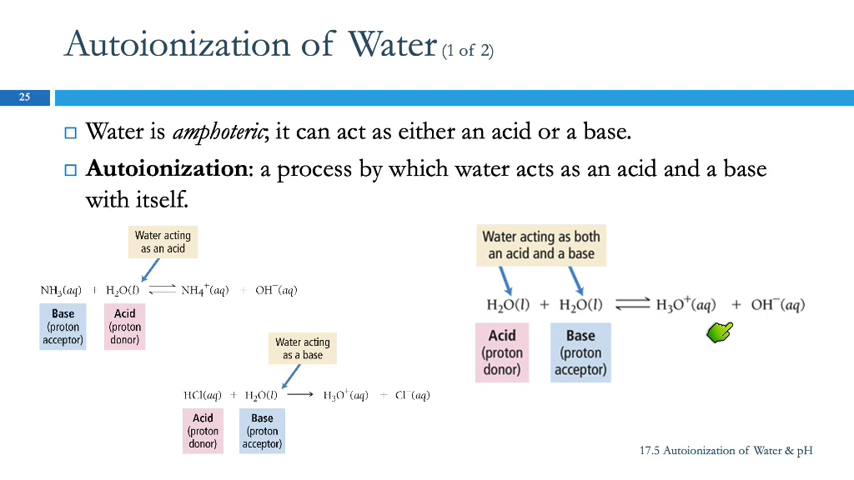 Autoionization of Water (1 of 2)
25
Water is amphoteric; it can act as either an acid or a base.
Autoionization: a process by which water acts as an acid and a base
with itself.
Water acting
as an acid
NH₃(aq) + H₂O(l) ⇌ NH₄⁺(aq) + OH⁻(aq)
Base
(proton
acceptor)
Acid
(proton
donor)
Water acting
as a base
HCl(aq) + H₂O(l) ⟶ H₃O⁺(aq) + Cl⁻(aq)
Acid
(proton
donor)
Base
(proton
acceptor)
Water acting as both
an acid and a base
H₂O(l) + H₂O(l) ⇌ H₃O⁺(aq) + OH⁻(aq)
Acid
(proton
donor)
Base
(proton
acceptor)
17.5 Autoionization of Water & pH